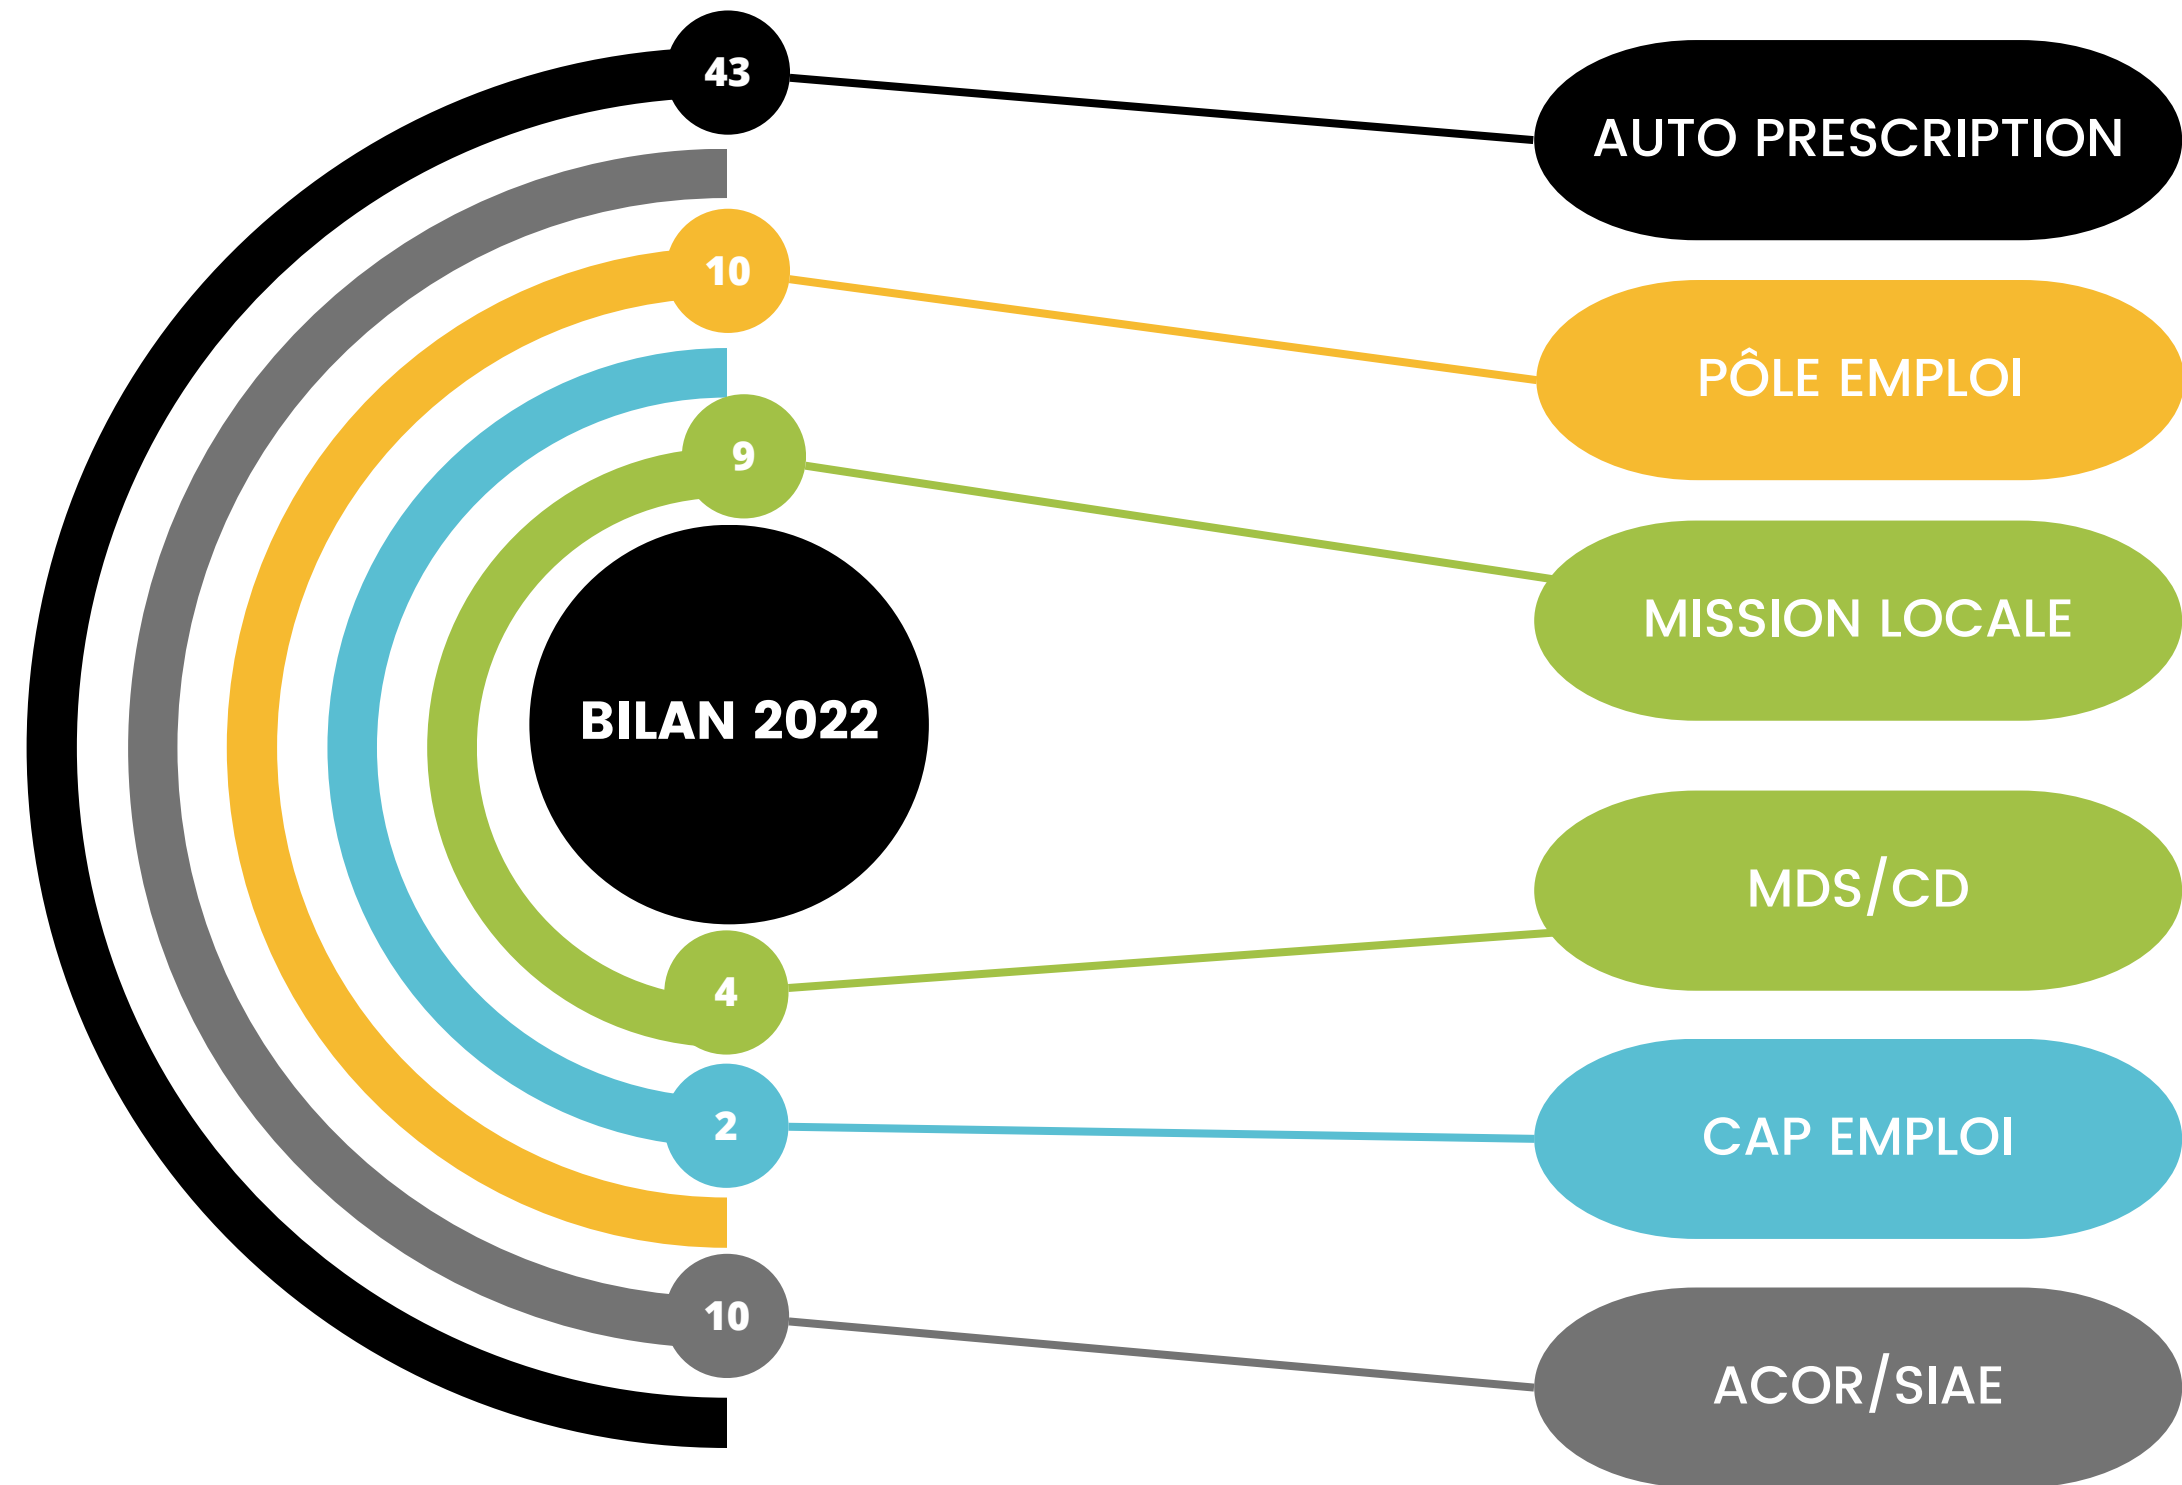 43
AUTO PRESCRIPTION
10
PÔLE EMPLOI
9
MISSION LOCALE
BILAN 2022
4
MDS/CD
2
CAP EMPLOI
10
ACOR/SIAE